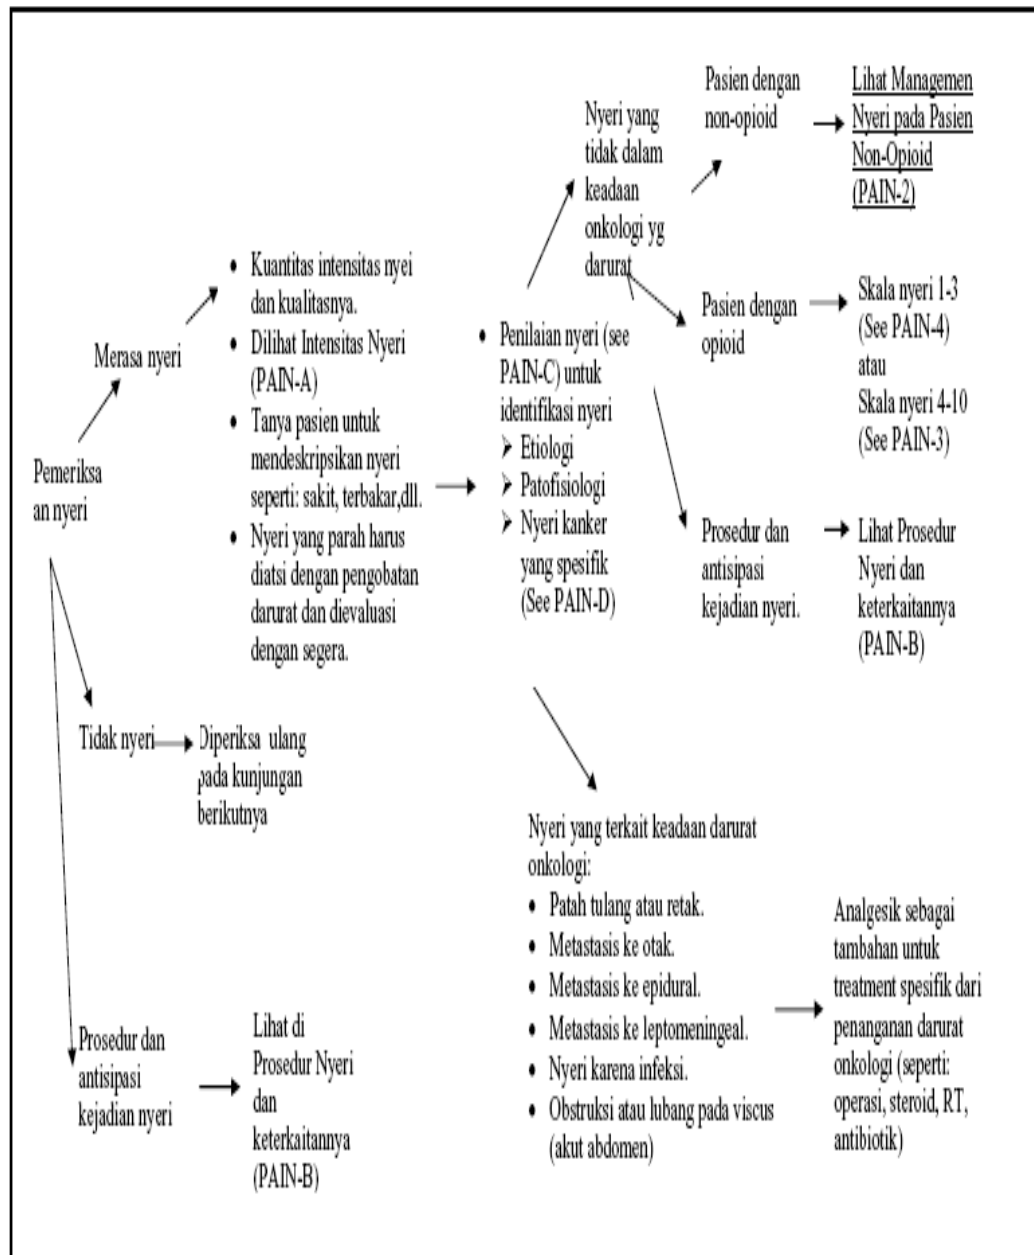 Pemeriksa
an nyeri
Merasa nyeri
• Kuantitas intensitas nyei
dan kualitasnya.
• Dilihat Intensitas Nyeri
(PAIN-A)
• Tanya pasien untuk
mendeskripsikan nyeri
seperti: sakit, terbakar,dll.
• Nyeri yang parah harus
diatsi dengan pengobatan
darurat dan dievaluasi
dengan segera.
• Penilaian nyeri (see
PAIN-C) untuk
identifikasi nyeri
➢ Etiologi
➢ Patofisiologi
➢ Nyeri kanker
yang spesifik
(See PAIN-D)
Nyeri yang
tidak dalam
keadaan
onkologi yg
darurat
Pasien dengan
non-opioid
Lihat Managemen
Nyeri pada Pasien
Non-Opioid
(PAIN-2)
Pasien dengan
opioid
Skala nyeri 1-3
(See PAIN-4)
atau
Skala nyeri 4-10
(See PAIN-3)
Prosedur dan
antisipasi
kejadian nyeri.
Lihat Prosedur
Nyeri dan
keterkaitannya
(PAIN-B)
Tidak nyeri
Diperiksa ulang
pada kunjungan
berikutnya
Nyeri yang terkait keadaan darurat
onkologi:
• Patah tulang atau retak.
• Metastasis ke otak.
• Metastasis ke epidural.
• Metastasis ke leptomeningeal.
• Nyeri karena infeksi.
• Obstruksi atau lubang pada viscus
(akut abdomen)
Analgesik sebagai
tambahan untuk
treatment spesifik dari
penanganan darurat
onkologi (seperti:
operasi, steroid, RT,
antibiotik)
Prosedur dan
antisipasi
kejadian nyeri
Lihat di
Prosedur Nyeri
dan
keterkaitannya
(PAIN-B)